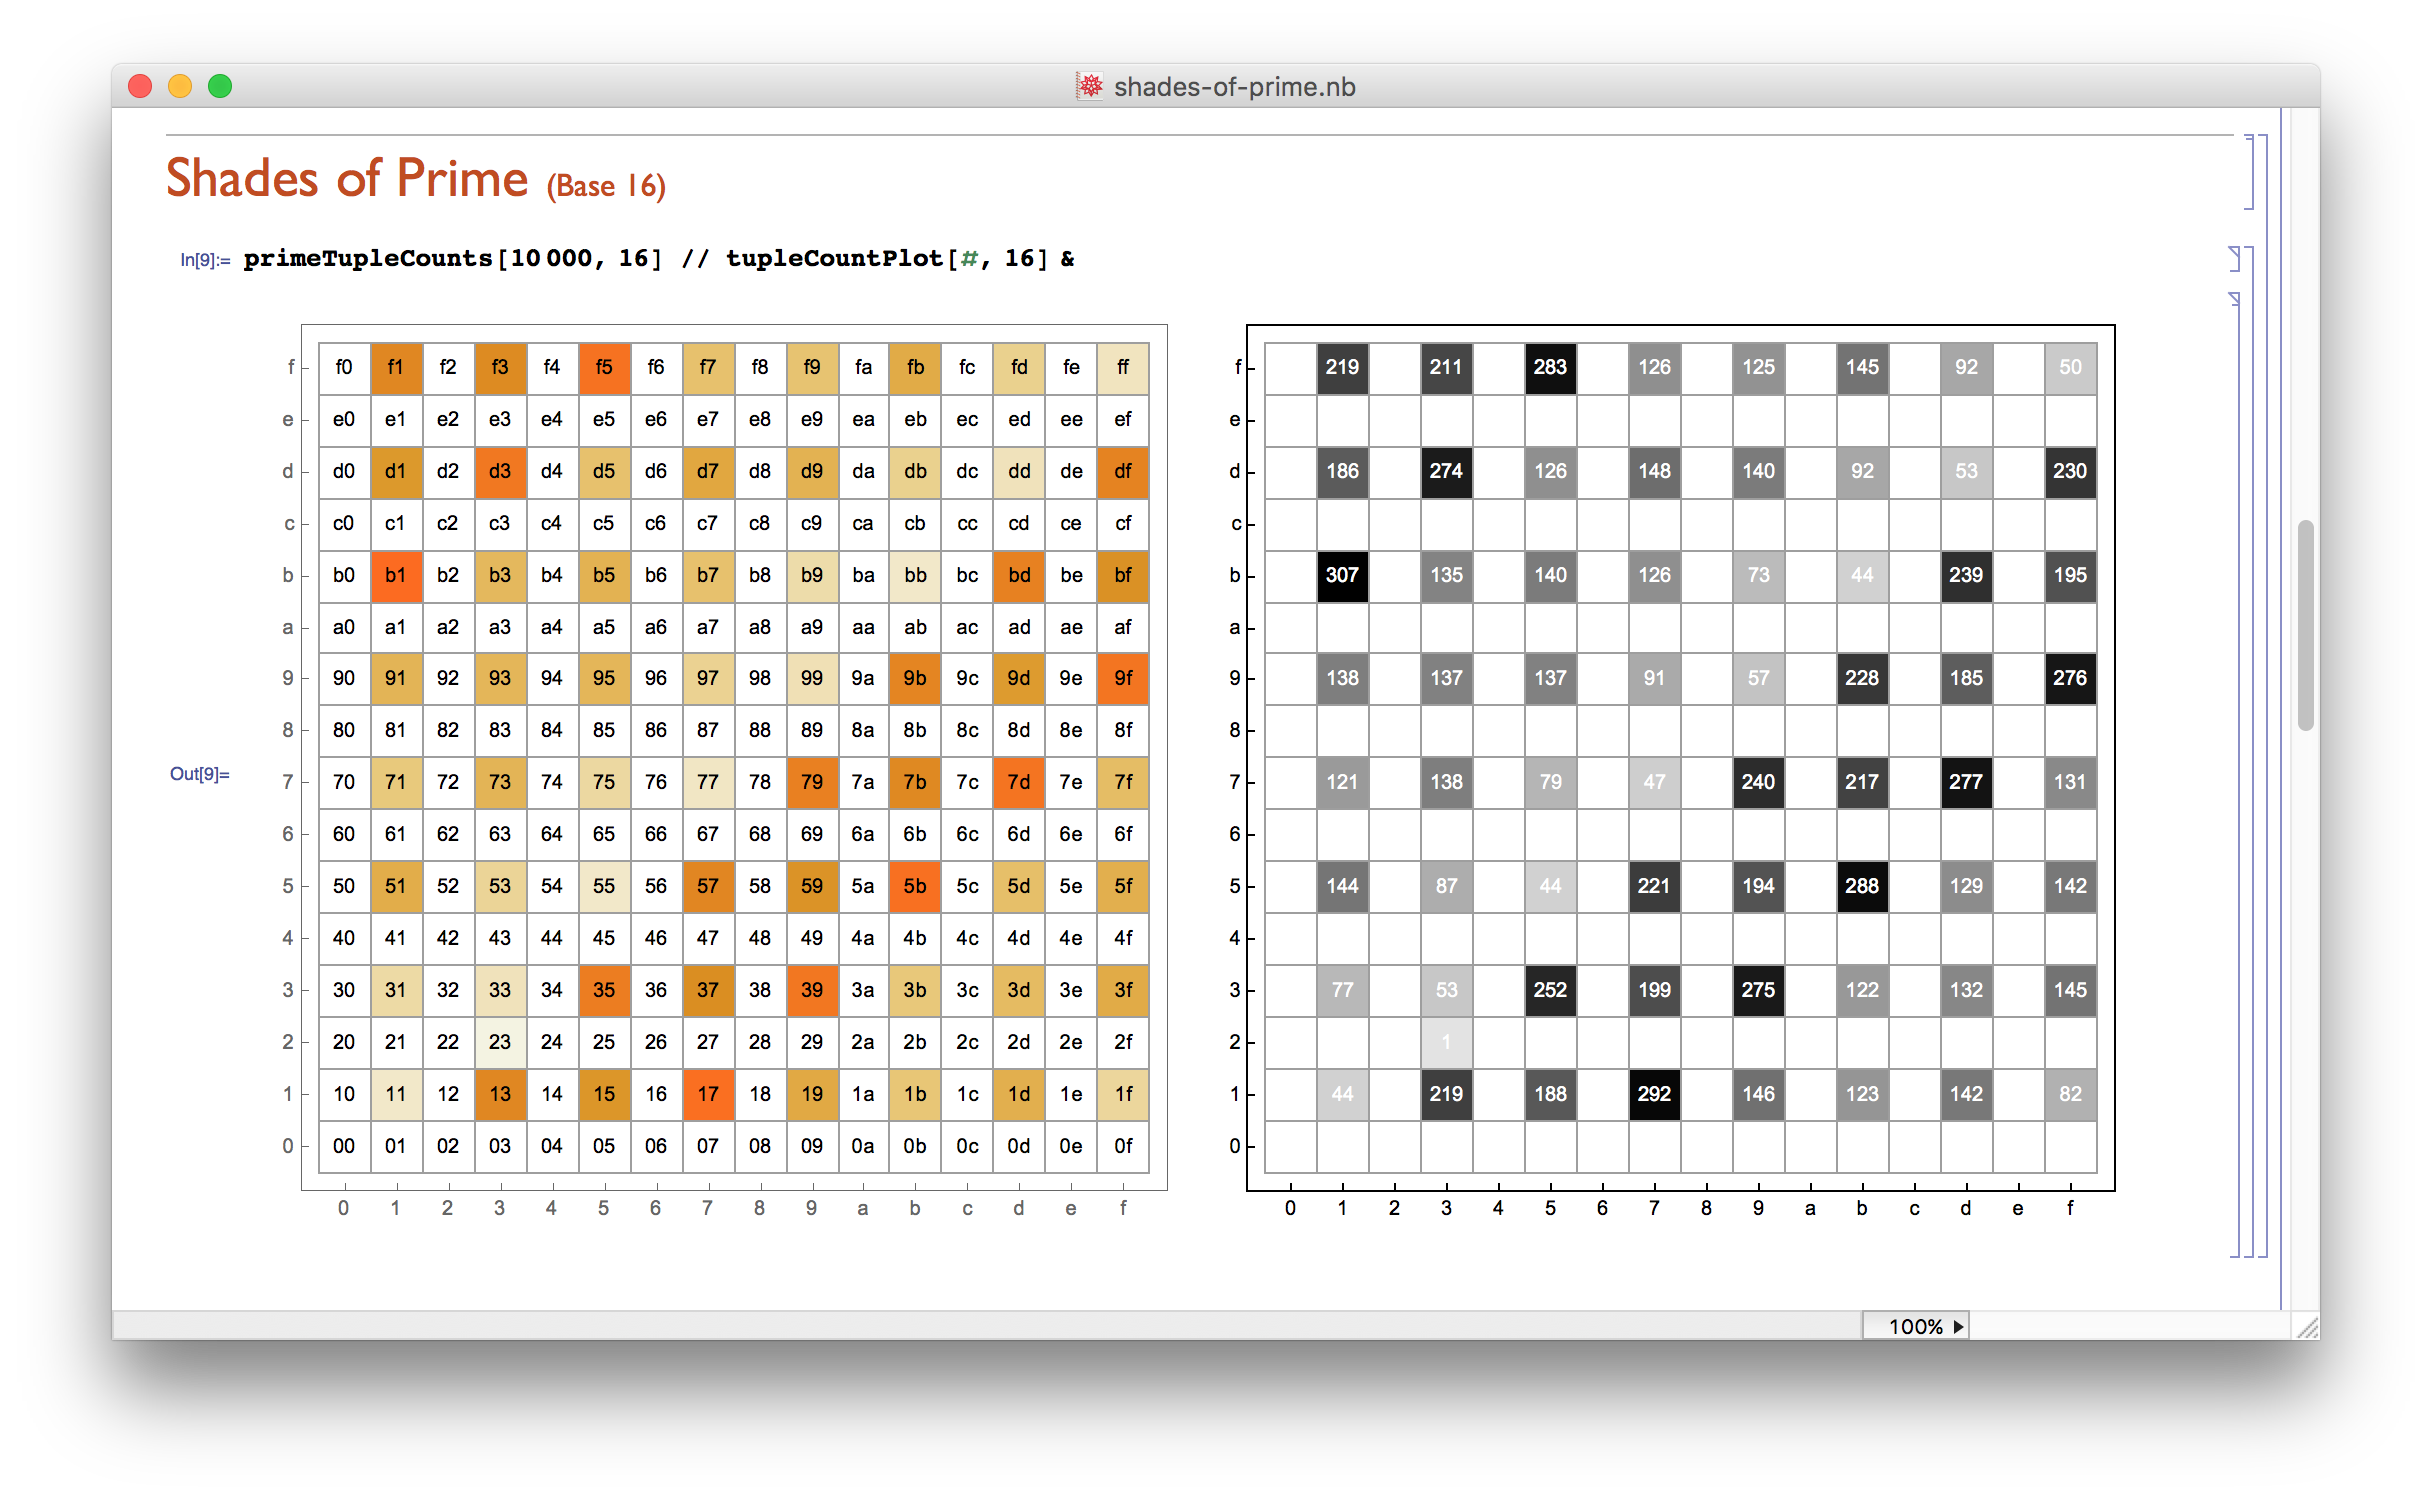 shades-of-prime.nb
Shades of Prime (Base 16)
In[9]:= primeTupleCounts[10 000, 16] // tupleCountPlot[#, 16] &
Out[9]=
f f0 f1 f2 f3 f4 f5 f6 f7 f8 f9 fa fb fc fd fe ff
e e0 e1 e2 e3 e4 e5 e6 e7 e8 e9 ea eb ec ed ee ef
d d0 d1 d2 d3 d4 d5 d6 d7 d8 d9 da db dc dd de df
c c0 c1 c2 c3 c4 c5 c6 c7 c8 c9 ca cb cc cd ce cf
b b0 b1 b2 b3 b4 b5 b6 b7 b8 b9 ba bb bc bd be bf
a a0 a1 a2 a3 a4 a5 a6 a7 a8 a9 aa ab ac ad ae af
9 90 91 92 93 94 95 96 97 98 99 9a 9b 9c 9d 9e 9f
8 80 81 82 83 84 85 86 87 88 89 8a 8b 8c 8d 8e 8f
7 70 71 72 73 74 75 76 77 78 79 7a 7b 7c 7d 7e 7f
6 60 61 62 63 64 65 66 67 68 69 6a 6b 6c 6d 6e 6f
5 50 51 52 53 54 55 56 57 58 59 5a 5b 5c 5d 5e 5f
4 40 41 42 43 44 45 46 47 48 49 4a 4b 4c 4d 4e 4f
3 30 31 32 33 34 35 36 37 38 39 3a 3b 3c 3d 3e 3f
2 20 21 22 23 24 25 26 27 28 29 2a 2b 2c 2d 2e 2f
1 10 11 12 13 14 15 16 17 18 19 1a 1b 1c 1d 1e 1f
0 00 01 02 03 04 05 06 07 08 09 0a 0b 0c 0d 0e 0f
0 1 2 3 4 5 6 7 8 9 a b c d e f
f 219 211 283 126 125 145 92 50
e
d 186 274 126 148 140 92 53 230
c
b 307 135 140 126 73 44 239 195
a
9 138 137 137 91 57 228 185 276
8
7 121 138 79 47 240 217 277 131
6
5 144 87 44 221 194 288 129 142
4
3 77 53 252 199 275 122 132 145
2 1
1 44 219 188 292 146 123 142 82
0
0 1 2 3 4 5 6 7 8 9 a b c d e f
100%